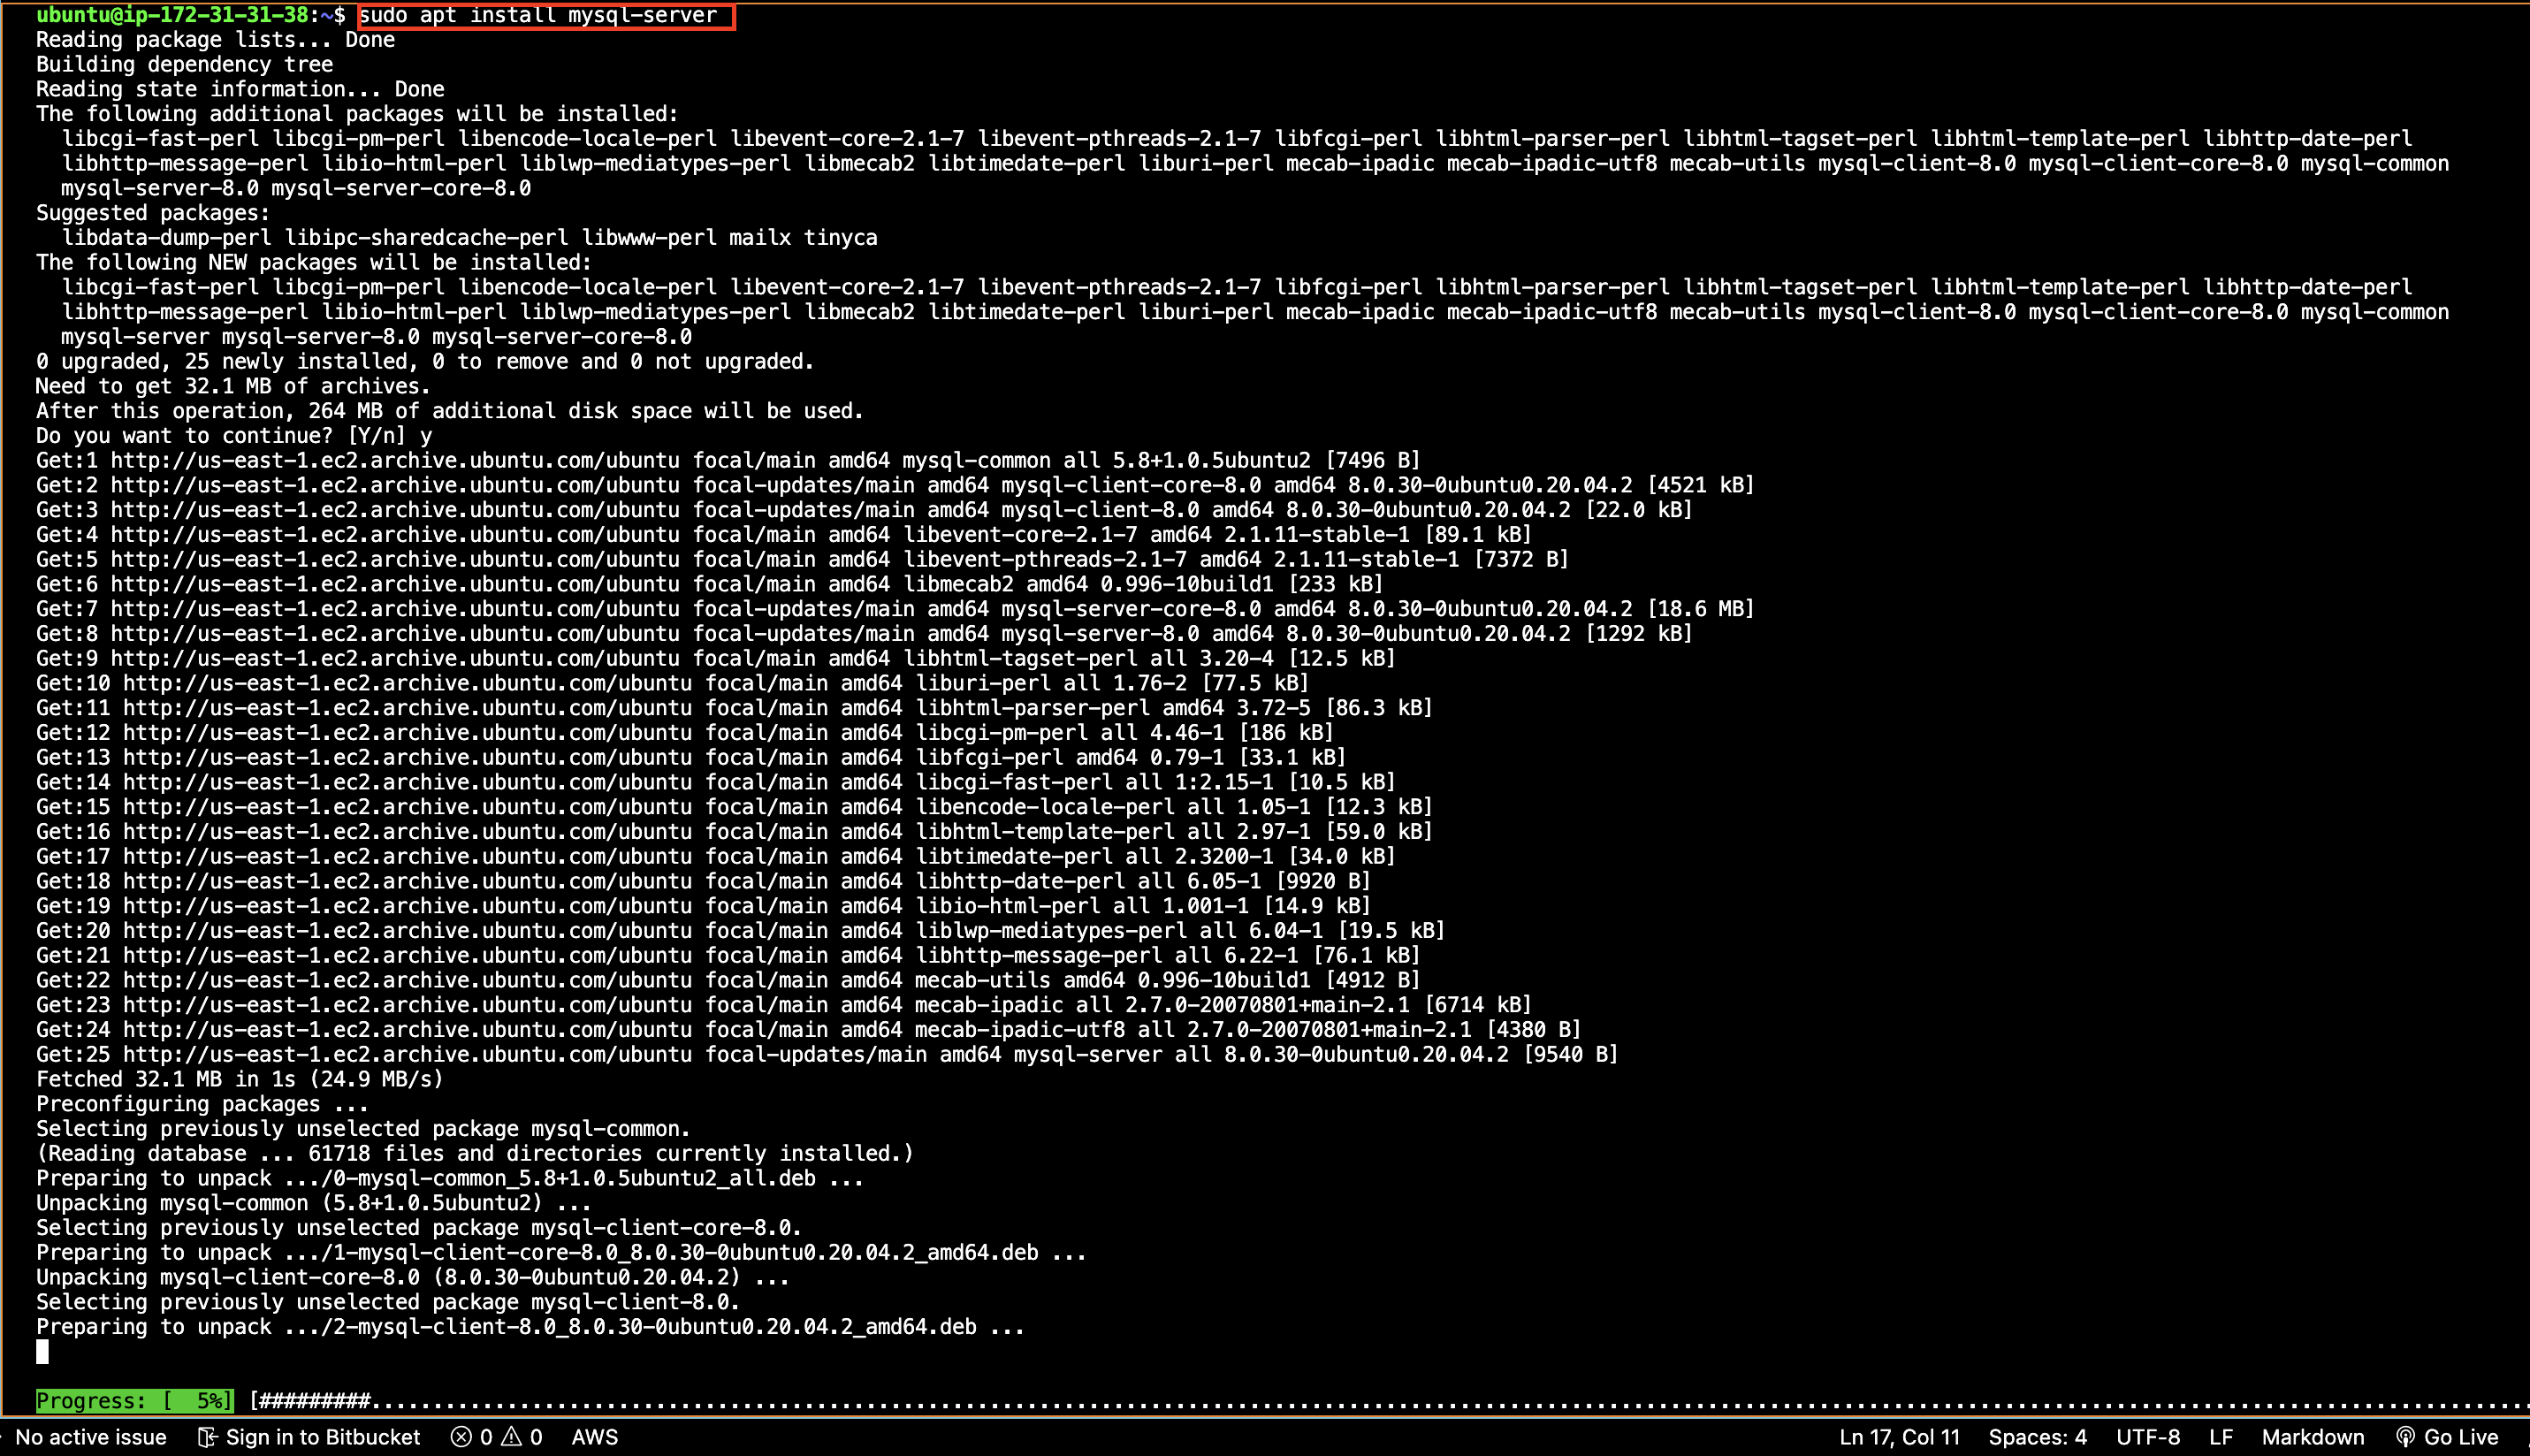 ubuntu@ip-172-31-31-38:~$ sudo apt install mysql-server
Reading package lists... Done
Building dependency tree
Reading state information... Done
The following additional packages will be installed:
  libcgi-fast-perl libcgi-pm-perl libencode-locale-perl libevent-core-2.1-7 libevent-pthreads-2.1-7 libfcgi-perl libhtml-parser-perl libhtml-tagset-perl libhtml-template-perl libhttp-date-perl
  libhttp-message-perl libio-html-perl liblwp-mediatypes-perl libmecab2 libtimedate-perl liburi-perl mecab-ipadic mecab-ipadic-utf8 mecab-utils mysql-client-8.0 mysql-client-core-8.0 mysql-common
  mysql-server-8.0 mysql-server-core-8.0
Suggested packages:
  libdata-dump-perl libipc-sharedcache-perl libwww-perl mailx tinyca
The following NEW packages will be installed:
  libcgi-fast-perl libcgi-pm-perl libencode-locale-perl libevent-core-2.1-7 libevent-pthreads-2.1-7 libfcgi-perl libhtml-parser-perl libhtml-tagset-perl libhtml-template-perl libhttp-date-perl
  libhttp-message-perl libio-html-perl liblwp-mediatypes-perl libmecab2 libtimedate-perl liburi-perl mecab-ipadic mecab-ipadic-utf8 mecab-utils mysql-client-8.0 mysql-client-core-8.0 mysql-common
  mysql-server mysql-server-8.0 mysql-server-core-8.0
0 upgraded, 25 newly installed, 0 to remove and 0 not upgraded.
Need to get 32.1 MB of archives.
After this operation, 264 MB of additional disk space will be used.
Do you want to continue? [Y/n] y
Get:1 http://us-east-1.ec2.archive.ubuntu.com/ubuntu focal/main amd64 mysql-common all 5.8+1.0.5ubuntu2 [7496 B]
Get:2 http://us-east-1.ec2.archive.ubuntu.com/ubuntu focal-updates/main amd64 mysql-client-core-8.0 amd64 8.0.30-0ubuntu0.20.04.2 [4521 kB]
Get:3 http://us-east-1.ec2.archive.ubuntu.com/ubuntu focal-updates/main amd64 mysql-client-8.0 amd64 8.0.30-0ubuntu0.20.04.2 [22.0 kB]
Get:4 http://us-east-1.ec2.archive.ubuntu.com/ubuntu focal/main amd64 libevent-core-2.1-7 amd64 2.1.11-stable-1 [89.1 kB]
Get:5 http://us-east-1.ec2.archive.ubuntu.com/ubuntu focal/main amd64 libevent-pthreads-2.1-7 amd64 2.1.11-stable-1 [7372 B]
Get:6 http://us-east-1.ec2.archive.ubuntu.com/ubuntu focal/main amd64 libmecab2 amd64 0.996-10build1 [233 kB]
Get:7 http://us-east-1.ec2.archive.ubuntu.com/ubuntu focal-updates/main amd64 mysql-server-core-8.0 amd64 8.0.30-0ubuntu0.20.04.2 [18.6 MB]
Get:8 http://us-east-1.ec2.archive.ubuntu.com/ubuntu focal-updates/main amd64 mysql-server-8.0 amd64 8.0.30-0ubuntu0.20.04.2 [1292 kB]
Get:9 http://us-east-1.ec2.archive.ubuntu.com/ubuntu focal/main amd64 libhtml-tagset-perl all 3.20-4 [12.5 kB]
Get:10 http://us-east-1.ec2.archive.ubuntu.com/ubuntu focal/main amd64 liburi-perl all 1.76-2 [77.5 kB]
Get:11 http://us-east-1.ec2.archive.ubuntu.com/ubuntu focal/main amd64 libhtml-parser-perl amd64 3.72-5 [86.3 kB]
Get:12 http://us-east-1.ec2.archive.ubuntu.com/ubuntu focal/main amd64 libcgi-pm-perl all 4.46-1 [186 kB]
Get:13 http://us-east-1.ec2.archive.ubuntu.com/ubuntu focal/main amd64 libfcgi-perl amd64 0.79-1 [33.1 kB]
Get:14 http://us-east-1.ec2.archive.ubuntu.com/ubuntu focal/main amd64 libcgi-fast-perl all 1:2.15-1 [10.5 kB]
Get:15 http://us-east-1.ec2.archive.ubuntu.com/ubuntu focal/main amd64 libencode-locale-perl all 1.05-1 [12.3 kB]
Get:16 http://us-east-1.ec2.archive.ubuntu.com/ubuntu focal/main amd64 libhtml-template-perl all 2.97-1 [59.0 kB]
Get:17 http://us-east-1.ec2.archive.ubuntu.com/ubuntu focal/main amd64 libtimedate-perl all 2.3200-1 [34.0 kB]
Get:18 http://us-east-1.ec2.archive.ubuntu.com/ubuntu focal/main amd64 libhttp-date-perl all 6.05-1 [9920 B]
Get:19 http://us-east-1.ec2.archive.ubuntu.com/ubuntu focal/main amd64 libio-html-perl all 1.001-1 [14.9 kB]
Get:20 http://us-east-1.ec2.archive.ubuntu.com/ubuntu focal/main amd64 liblwp-mediatypes-perl all 6.04-1 [19.5 kB]
Get:21 http://us-east-1.ec2.archive.ubuntu.com/ubuntu focal/main amd64 libhttp-message-perl all 6.22-1 [76.1 kB]
Get:22 http://us-east-1.ec2.archive.ubuntu.com/ubuntu focal/main amd64 mecab-utils amd64 0.996-10build1 [4912 B]
Get:23 http://us-east-1.ec2.archive.ubuntu.com/ubuntu focal/main amd64 mecab-ipadic all 2.7.0-20070801+main-2.1 [6714 kB]
Get:24 http://us-east-1.ec2.archive.ubuntu.com/ubuntu focal/main amd64 mecab-ipadic-utf8 all 2.7.0-20070801+main-2.1 [4380 B]
Get:25 http://us-east-1.ec2.archive.ubuntu.com/ubuntu focal-updates/main amd64 mysql-server all 8.0.30-0ubuntu0.20.04.2 [9540 B]
Fetched 32.1 MB in 1s (24.9 MB/s)
Preconfiguring packages ...
Selecting previously unselected package mysql-common.
(Reading database ... 61718 files and directories currently installed.)
Preparing to unpack .../0-mysql-common_5.8+1.0.5ubuntu2_all.deb ...
Unpacking mysql-common (5.8+1.0.5ubuntu2) ...
Selecting previously unselected package mysql-client-core-8.0.
Preparing to unpack .../1-mysql-client-core-8.0_8.0.30-0ubuntu0.20.04.2_amd64.deb ...
Unpacking mysql-client-core-8.0 (8.0.30-0ubuntu0.20.04.2) ...
Selecting previously unselected package mysql-client-8.0.
Preparing to unpack .../2-mysql-client-8.0_8.0.30-0ubuntu0.20.04.2_amd64.deb ...
Progress: [  5%] [#########.................................................................................
No active issue Sign in to Bitbucket 0 0 AWS Ln 17, Col 11 Spaces: 4 UTF-8 LF Markdown Go Live